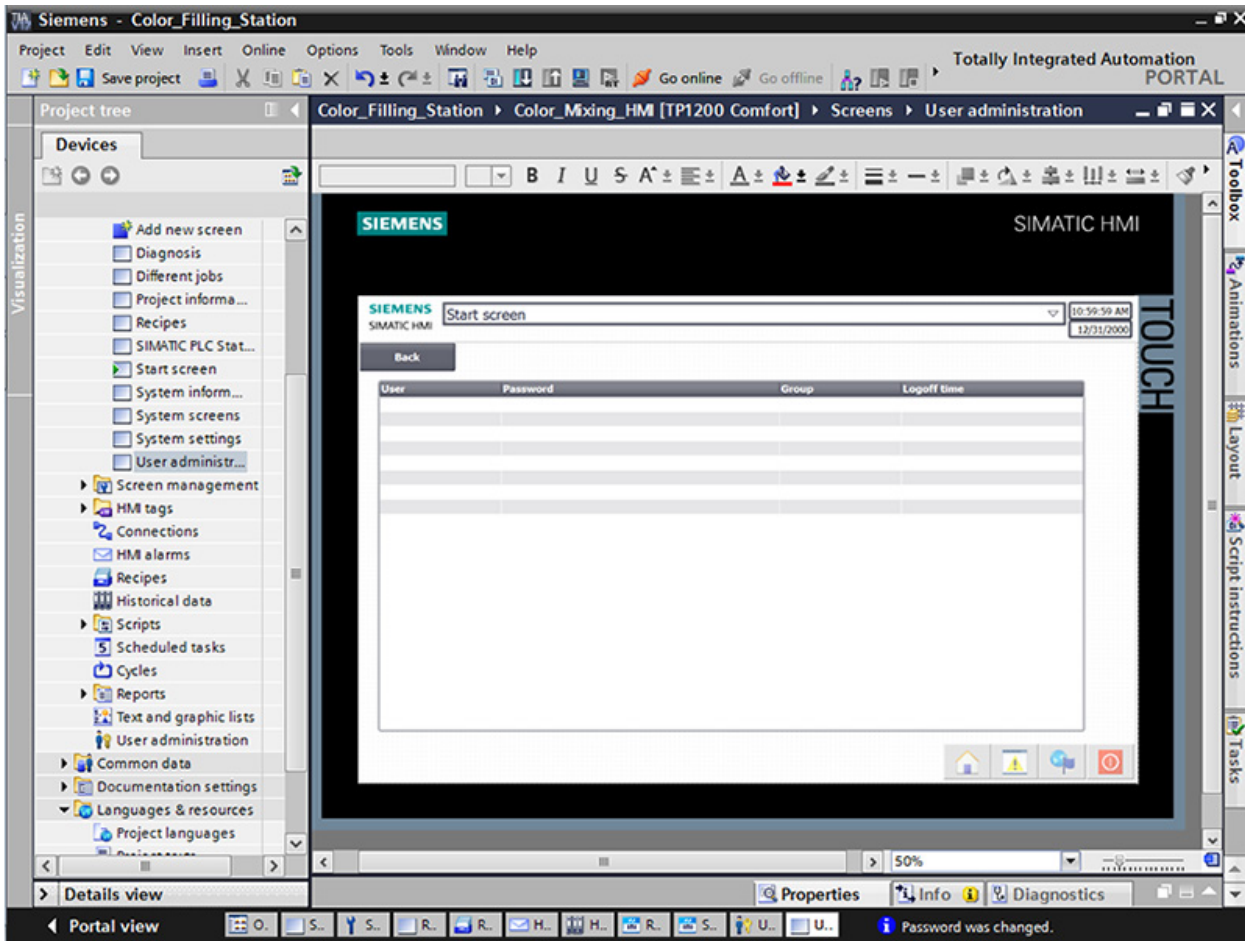 Siemens - Color_Filling_Station
Project Edit View Insert Online Options Tools Window Help
Totally Integrated Automation
PORTAL
Save project Go online Go offline
Project tree
Color_Filling_Station Color_Mixing_HMI [TP1200 Comfort] Screens User administration
Devices
B I U S A A
Visualization
Add new screen
Diagnosis
Different jobs
Project informa...
Recipes
SIMATIC PLC Stat...
Start screen
System inform...
System screens
System settings
User administr...
Screen management
HMI tags
Connections
HMI alarms
Recipes
Historical data
Scripts
Scheduled tasks
Cycles
Reports
Text and graphic lists
User administration
Common data
Documentation settings
Languages & resources
Project languages
SIEMENS
SIMATIC HMI
TOUCH
SIEMENS
SIMATIC HMI
Start screen
10:59:59 AM
12/31/2000
Back
User Password Group Logoff time
Toolbox
Animations
Layout
Script instructions
Tasks
50%
Details view
Properties Info Diagnostics
Portal view O. S.. S.. R.. R.. H.. H.. R.. S.. U.. U.. Password was changed.